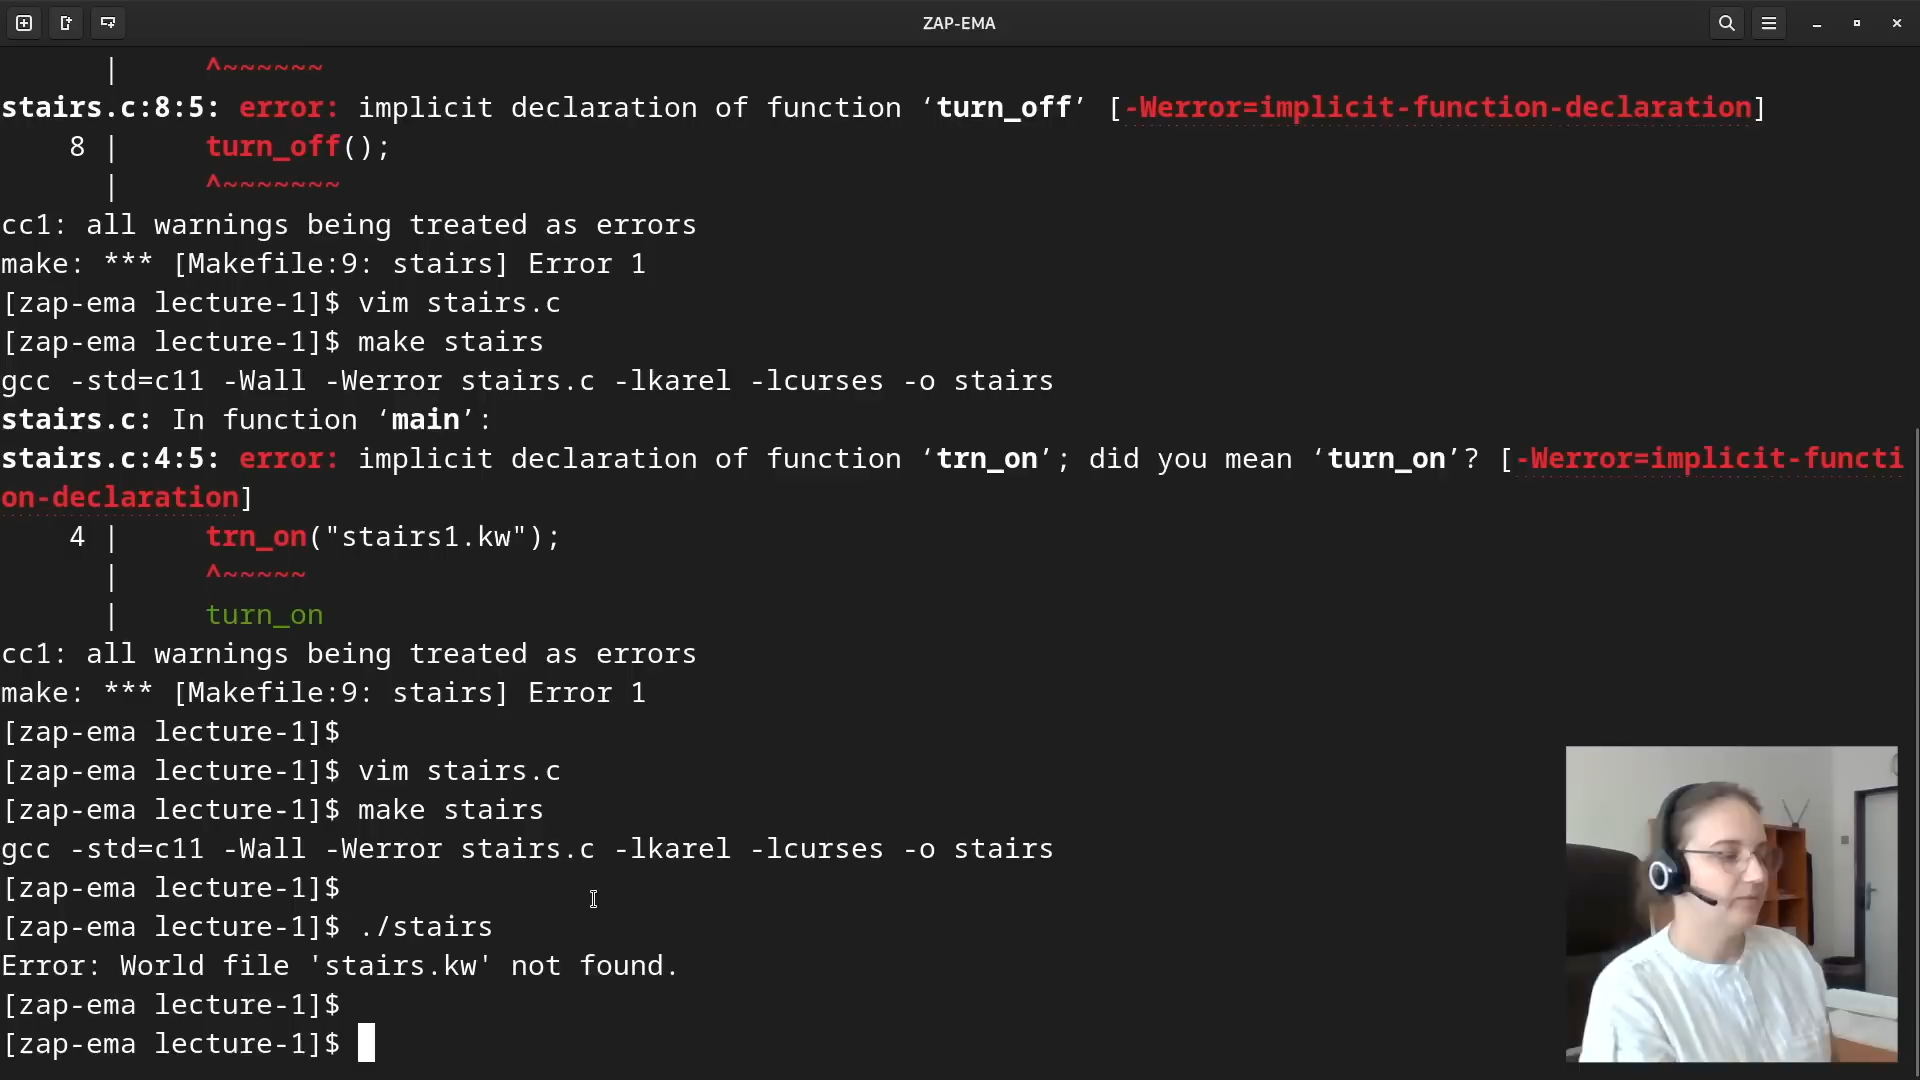 ZAP-EMA
| ^~~~~~~
stairs.c:8:5: error: implicit declaration of function ‘turn_off’ [-Werror=implicit-function-declaration]
8 | turn_off();
| ^~~~~~~~
cc1: all warnings being treated as errors
make: *** [Makefile:9: stairs] Error 1
[zap-ema lecture-1]$ vim stairs.c
[zap-ema lecture-1]$ make stairs
gcc -std=c11 -Wall -Werror stairs.c -lkarel -lcurses -o stairs
stairs.c: In function ‘main’:
stairs.c:4:5: error: implicit declaration of function ‘trn_on’; did you mean ‘turn_on’? [-Werror=implicit-functi
on-declaration]
4 | trn_on("stairs1.kw");
| ^~~~~~
| turn_on
cc1: all warnings being treated as errors
make: *** [Makefile:9: stairs] Error 1
[zap-ema lecture-1]$
[zap-ema lecture-1]$ vim stairs.c
[zap-ema lecture-1]$ make stairs
gcc -std=c11 -Wall -Werror stairs.c -lkarel -lcurses -o stairs
[zap-ema lecture-1]$
[zap-ema lecture-1]$ ./stairs
Error: World file 'stairs.kw' not found.
[zap-ema lecture-1]$
[zap-ema lecture-1]$